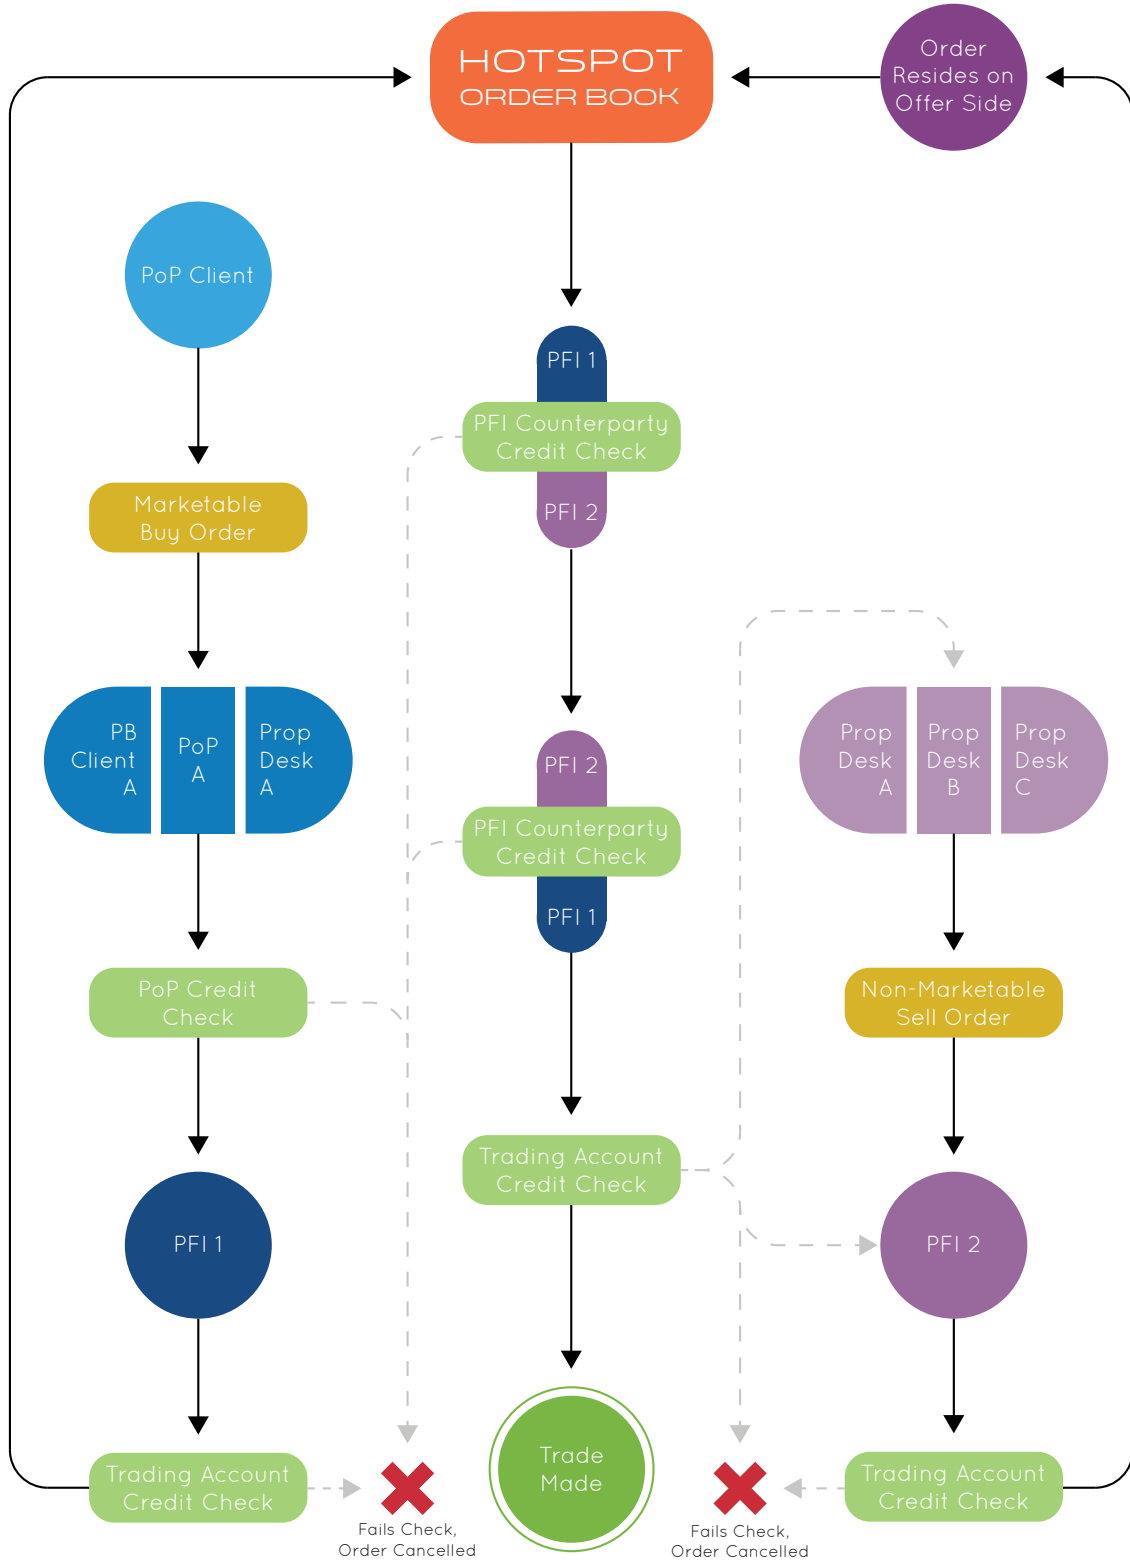 HOTSPOT
ORDER BOOK
Order
Resides on
Offer Side
PoP Client
Marketable
Buy Order
PB
Client
A
PoP
A
Prop
Desk
A
PoP Credit
Check
PFI 1
Trading Account
Credit Check
Fails Check,
Order Cancelled
PFI 1
PFI Counterparty
Credit Check
PFI 2
PFI 2
PFI Counterparty
Credit Check
PFI 1
Trading Account
Credit Check
Trade
Made
Prop
Desk
A
Prop
Desk
B
Prop
Desk
C
Non-Marketable
Sell Order
PFI 2
Trading Account
Credit Check
Fails Check,
Order Cancelled